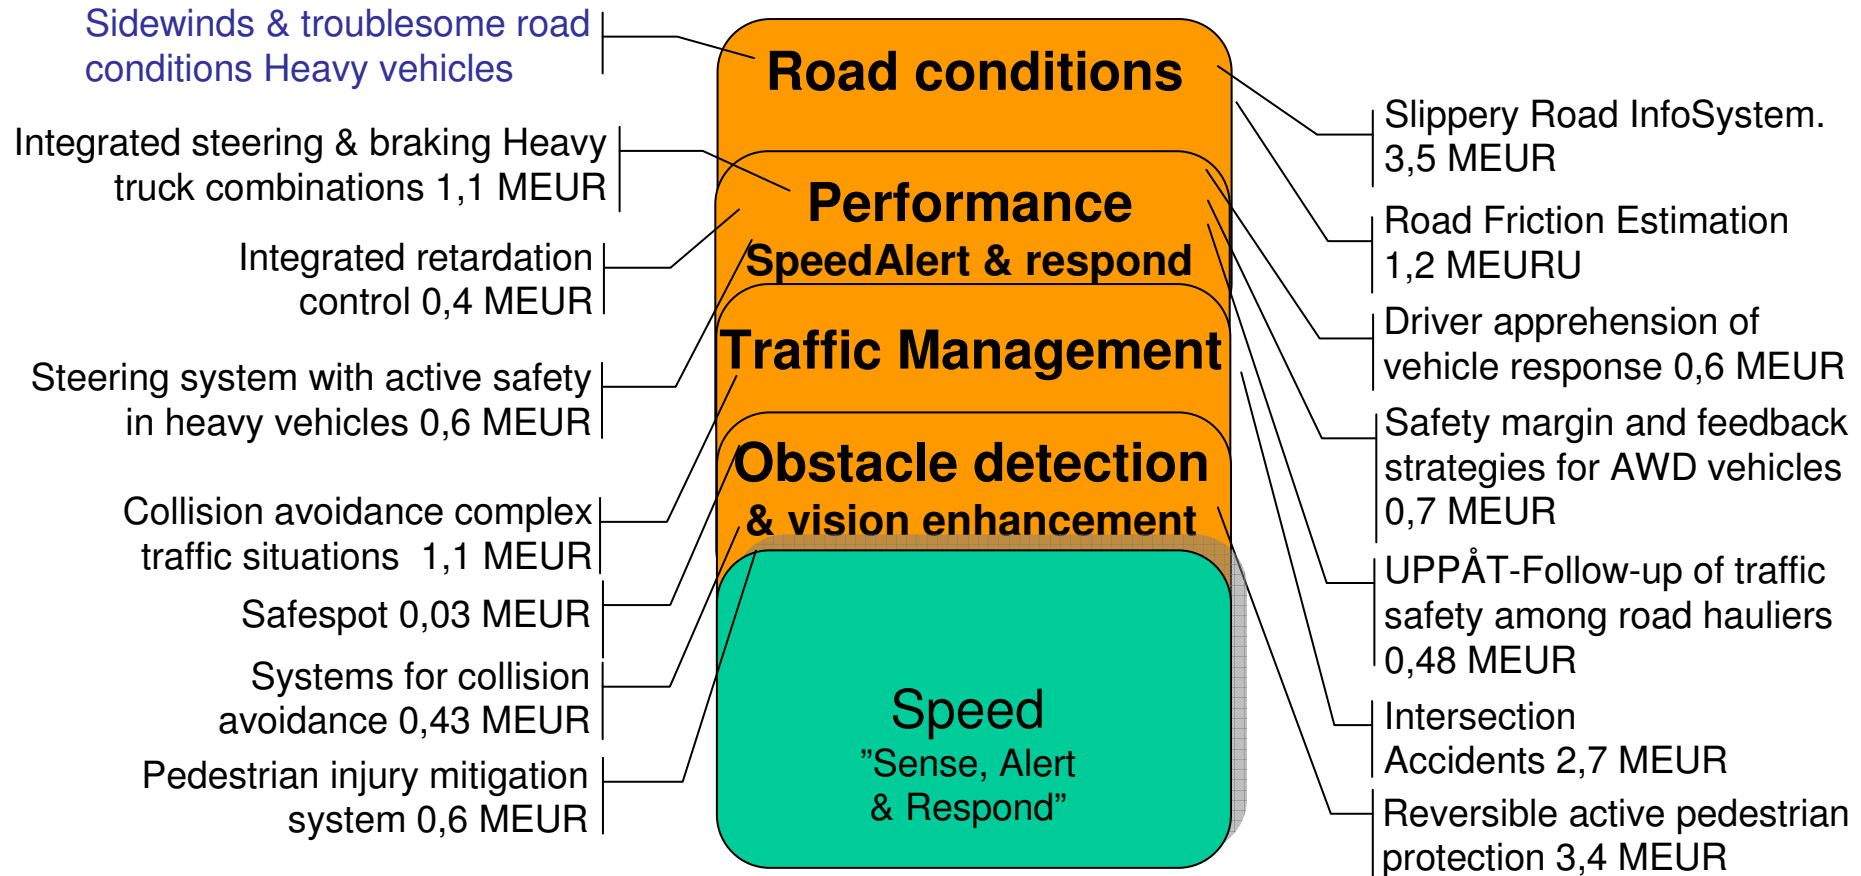 Sidewinds & troublesome road
conditions Heavy vehicles
Integrated steering & braking Heavy
truck combinations 1,1 MEUR
Integrated retardation
control 0,4 MEUR
Steering system with active safety
in heavy vehicles 0,6 MEUR
Collision avoidance complex
traffic situations 1,1 MEUR
Safespot 0,03 MEUR
Systems for collision
avoidance 0,43 MEUR
Pedestrian injury mitigation
system 0,6 MEUR
Road conditions
Performance
SpeedAlert & respond
Traffic Management
Obstacle detection
& vision enhancement
Speed
”Sense, Alert
& Respond”
Slippery Road InfoSystem.
3,5 MEUR
Road Friction Estimation
1,2 MEURU
Driver apprehension of
vehicle response 0,6 MEUR
Safety margin and feedback
strategies for AWD vehicles
0,7 MEUR
UPPÅT-Follow-up of traffic
safety among road hauliers
0,48 MEUR
Intersection
Accidents 2,7 MEUR
Reversible active pedestrian
protection 3,4 MEUR